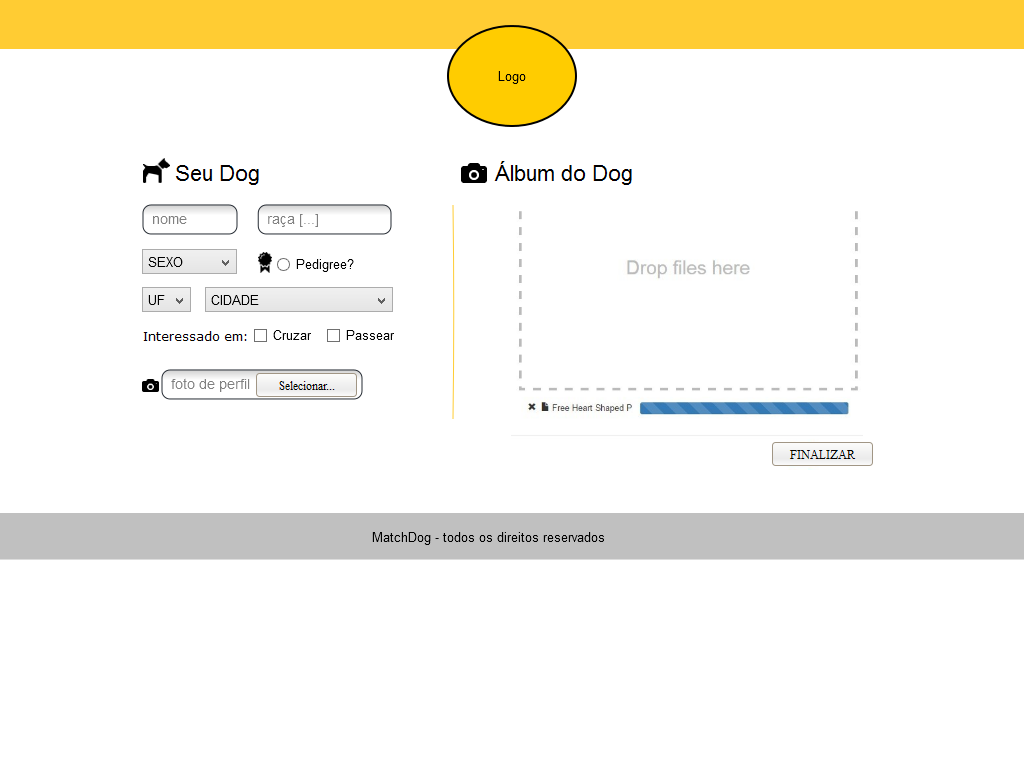 Logo
Seu Dog
nome
raça [...]
SEXO
Pedigree?
UF
CIDADE
Interessado em:
Cruzar
Passear
foto de perfil
Selecionar...
Álbum do Dog
Drop files here
Free Heart Shaped P
FINALIZAR
MatchDog - todos os direitos reservados